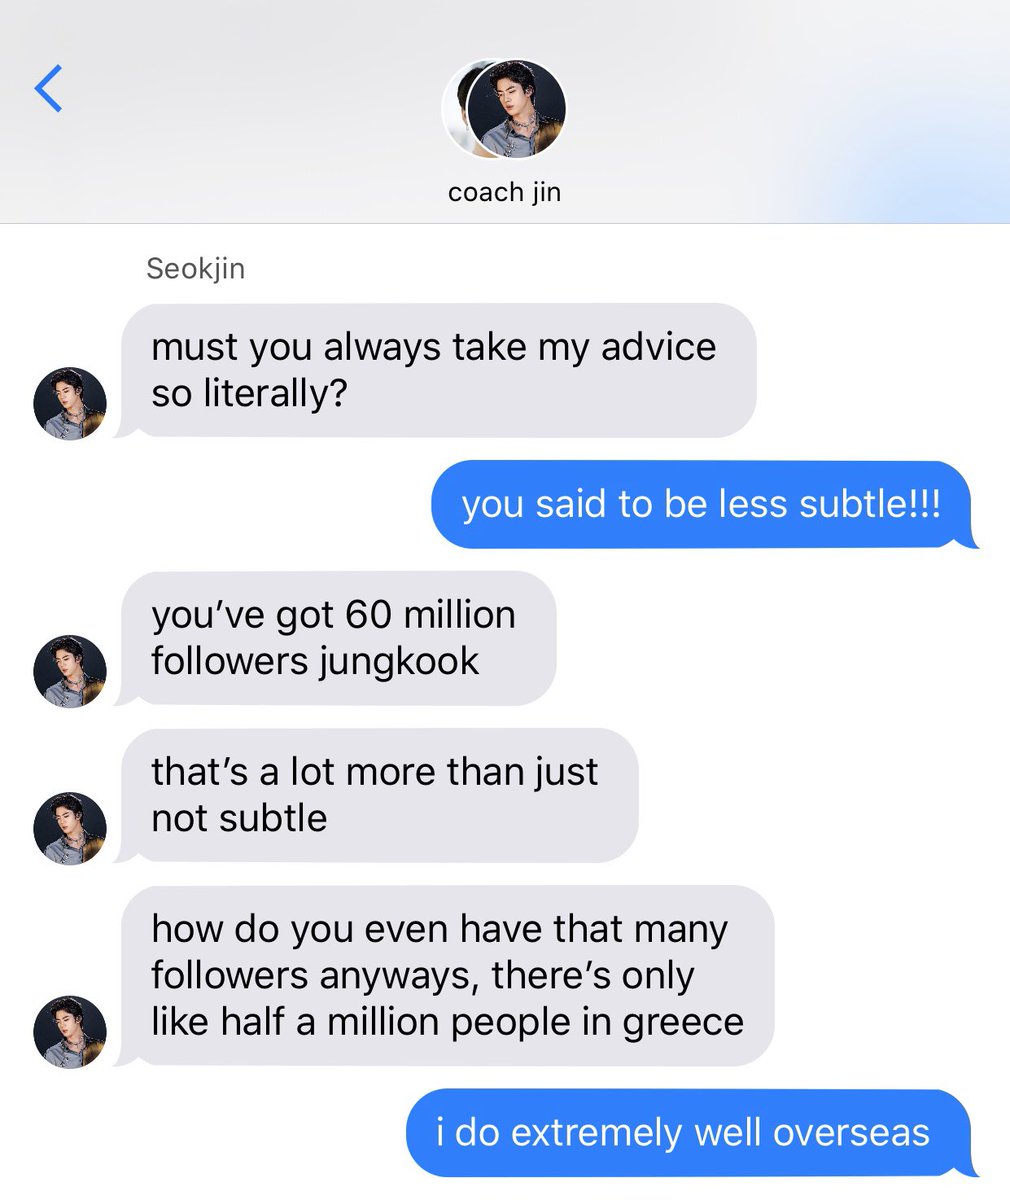 coach jin
Seokjin
must you always take my advice
so literally?
you said to be less subtle!!!
you’ve got 60 million
followers jungkook
that’s a lot more than just
not subtle
how do you even have that many
followers anyways, there’s only
like half a million people in greece
i do extremely well overseas